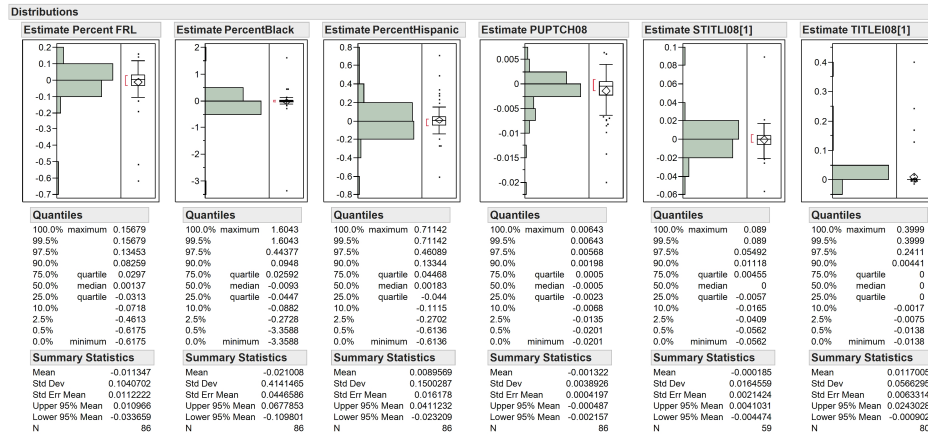 Distributions
Estimate Percent FRL
0.2
0.1
0
-0.1
-0.2
-0.3
-0.4
-0.5
-0.6
-0.7
Quantiles
100.0% maximum 0.15679
99.5% 0.15679
97.5% 0.13453
90.0% 0.08259
75.0% quartile 0.0297
50.0% median 0.00137
25.0% quartile -0.0313
10.0% -0.0718
2.5% -0.4613
0.5% -0.6175
0.0% minimum -0.6175
Summary Statistics
Mean -0.011347
Std Dev 0.1040702
Std Err Mean 0.0112222
Upper 95% Mean 0.010966
Lower 95% Mean -0.033659
N 86
Estimate PercentBlack
2
1
0
-1
-2
-3
Quantiles
100.0% maximum 1.6043
99.5% 1.6043
97.5% 0.44377
90.0% 0.0948
75.0% quartile 0.02592
50.0% median -0.0093
25.0% quartile -0.0447
10.0% -0.0882
2.5% -0.2728
0.5% -3.3588
0.0% minimum -3.3588
Summary Statistics
Mean -0.021008
Std Dev 0.4141465
Std Err Mean 0.0446586
Upper 95% Mean 0.0677853
Lower 95% Mean -0.109801
N 86
Estimate PercentHispanic
0.8
0.6
0.4
0.2
0
-0.2
-0.4
-0.6
-0.8
Quantiles
100.0% maximum 0.71142
99.5% 0.71142
97.5% 0.46089
90.0% 0.13344
75.0% quartile 0.04468
50.0% median 0.00183
25.0% quartile -0.044
10.0% -0.1115
2.5% -0.2702
0.5% -0.6136
0.0% minimum -0.6136
Summary Statistics
Mean 0.0089569
Std Dev 0.1500287
Std Err Mean 0.016178
Upper 95% Mean 0.0411232
Lower 95% Mean -0.023209
N 86
Estimate PUPTCH08
0.005
0
-0.005
-0.01
-0.015
-0.02
Quantiles
100.0% maximum 0.00643
99.5% 0.00643
97.5% 0.00568
90.0% 0.00198
75.0% quartile 0.0005
50.0% median -0.0005
25.0% quartile -0.0023
10.0% -0.0068
2.5% -0.0135
0.5% -0.0201
0.0% minimum -0.0201
Summary Statistics
Mean -0.001322
Std Dev 0.0038926
Std Err Mean 0.0004197
Upper 95% Mean -0.000487
Lower 95% Mean -0.002157
N 86
Estimate STITLI08[1]
0.1
0.08
0.06
0.04
0.02
0
-0.02
-0.04
-0.06
Quantiles
100.0% maximum 0.089
99.5% 0.089
97.5% 0.05492
90.0% 0.01118
75.0% quartile 0.00455
50.0% median 0
25.0% quartile -0.0057
10.0% -0.0165
2.5% -0.0409
0.5% -0.0562
0.0% minimum -0.0562
Summary Statistics
Mean -0.000185
Std Dev 0.0164559
Std Err Mean 0.0021424
Upper 95% Mean 0.0041031
Lower 95% Mean -0.004474
N 59
Estimate TITLEI08[1]
0.4
0.3
0.2
0.1
0
Quantiles
100.0% maximum 0.3999
99.5% 0.3999
97.5% 0.2411
90.0% 0.00441
75.0% quartile 0
50.0% median 0
25.0% quartile 0
10.0% -0.0017
2.5% -0.0075
0.5% -0.0138
0.0% minimum -0.0138
Summary Statistics
Mean 0.0117005
Std Dev 0.0566295
Std Err Mean 0.0063314
Upper 95% Mean 0.0243028
Lower 95% Mean -0.000902
N 80